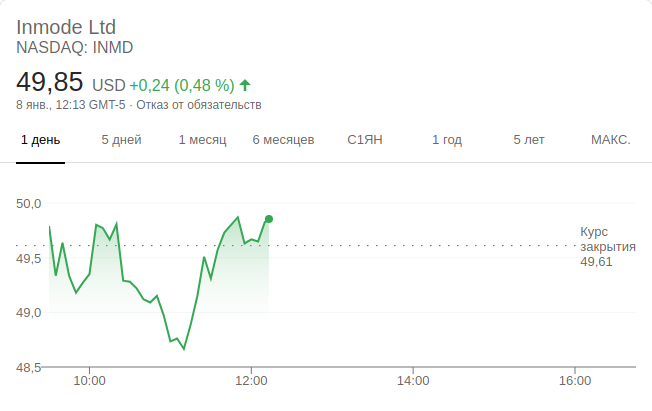 Inmode Ltd
NASDAQ: INMD
49,85 USD +0,24 (0,48 %)
8 янв., 12:13 GMT-5 · Отказ от обязательств
1 день 5 дней 1 месяц 6 месяцев С1ЯН 1 год 5 лет МАКС.
50,0
Курс
закрытия
49,5
49,61
49,0
48,5
10:00 12:00 14:00 16:00